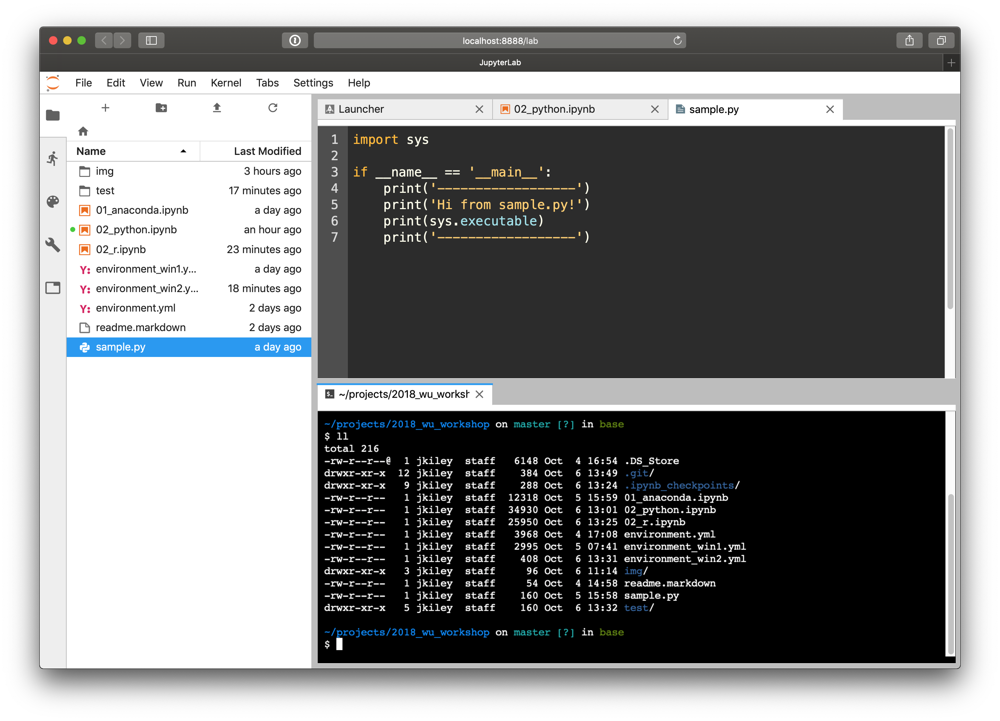 localhost:8888/lab
JupyterLab
File Edit View Run Kernel Tabs Settings Help
Name Last Modified
img 3 hours ago
test 17 minutes ago
01_anaconda.ipynb a day ago
02_python.ipynb an hour ago
02_r.ipynb 23 minutes ago
Y: environment_win1.y... a day ago
Y: environment_win2.y... 18 minutes ago
Y: environment.yml 2 days ago
readme.markdown 2 days ago
sample.py a day ago
Launcher 02_python.ipynb sample.py
1 import sys
2
3 if __name__ == '__main__':
4     print('------------------')
5     print('Hi from sample.py!')
6     print(sys.executable)
7     print('------------------')
$_ ~/projects/2018_wu_worksh
~/projects/2018_wu_workshop on master [?] in base
$ ll
total 216
-rw-r--r--@  1 jkiley  staff   6148 Oct  4 16:54 .DS_Store
drwxr-xr-x  12 jkiley  staff    384 Oct  6 13:49 .git/
drwxr-xr-x   9 jkiley  staff    288 Oct  6 13:24 .ipynb_checkpoints/
-rw-r--r--   1 jkiley  staff  12318 Oct  5 15:59 01_anaconda.ipynb
-rw-r--r--   1 jkiley  staff  34930 Oct  6 13:01 02_python.ipynb
-rw-r--r--   1 jkiley  staff  25950 Oct  6 13:25 02_r.ipynb
-rw-r--r--   1 jkiley  staff   3968 Oct  4 17:08 environment.yml
-rw-r--r--   1 jkiley  staff   2995 Oct  5 07:41 environment_win1.yml
-rw-r--r--   1 jkiley  staff    408 Oct  6 13:31 environment_win2.yml
drwxr-xr-x   3 jkiley  staff     96 Oct  6 11:14 img/
-rw-r--r--   1 jkiley  staff     54 Oct  4 14:58 readme.markdown
-rw-r--r--   1 jkiley  staff    160 Oct  5 15:58 sample.py
drwxr-xr-x   5 jkiley  staff    160 Oct  6 13:32 test/
~/projects/2018_wu_workshop on master [?] in base
$